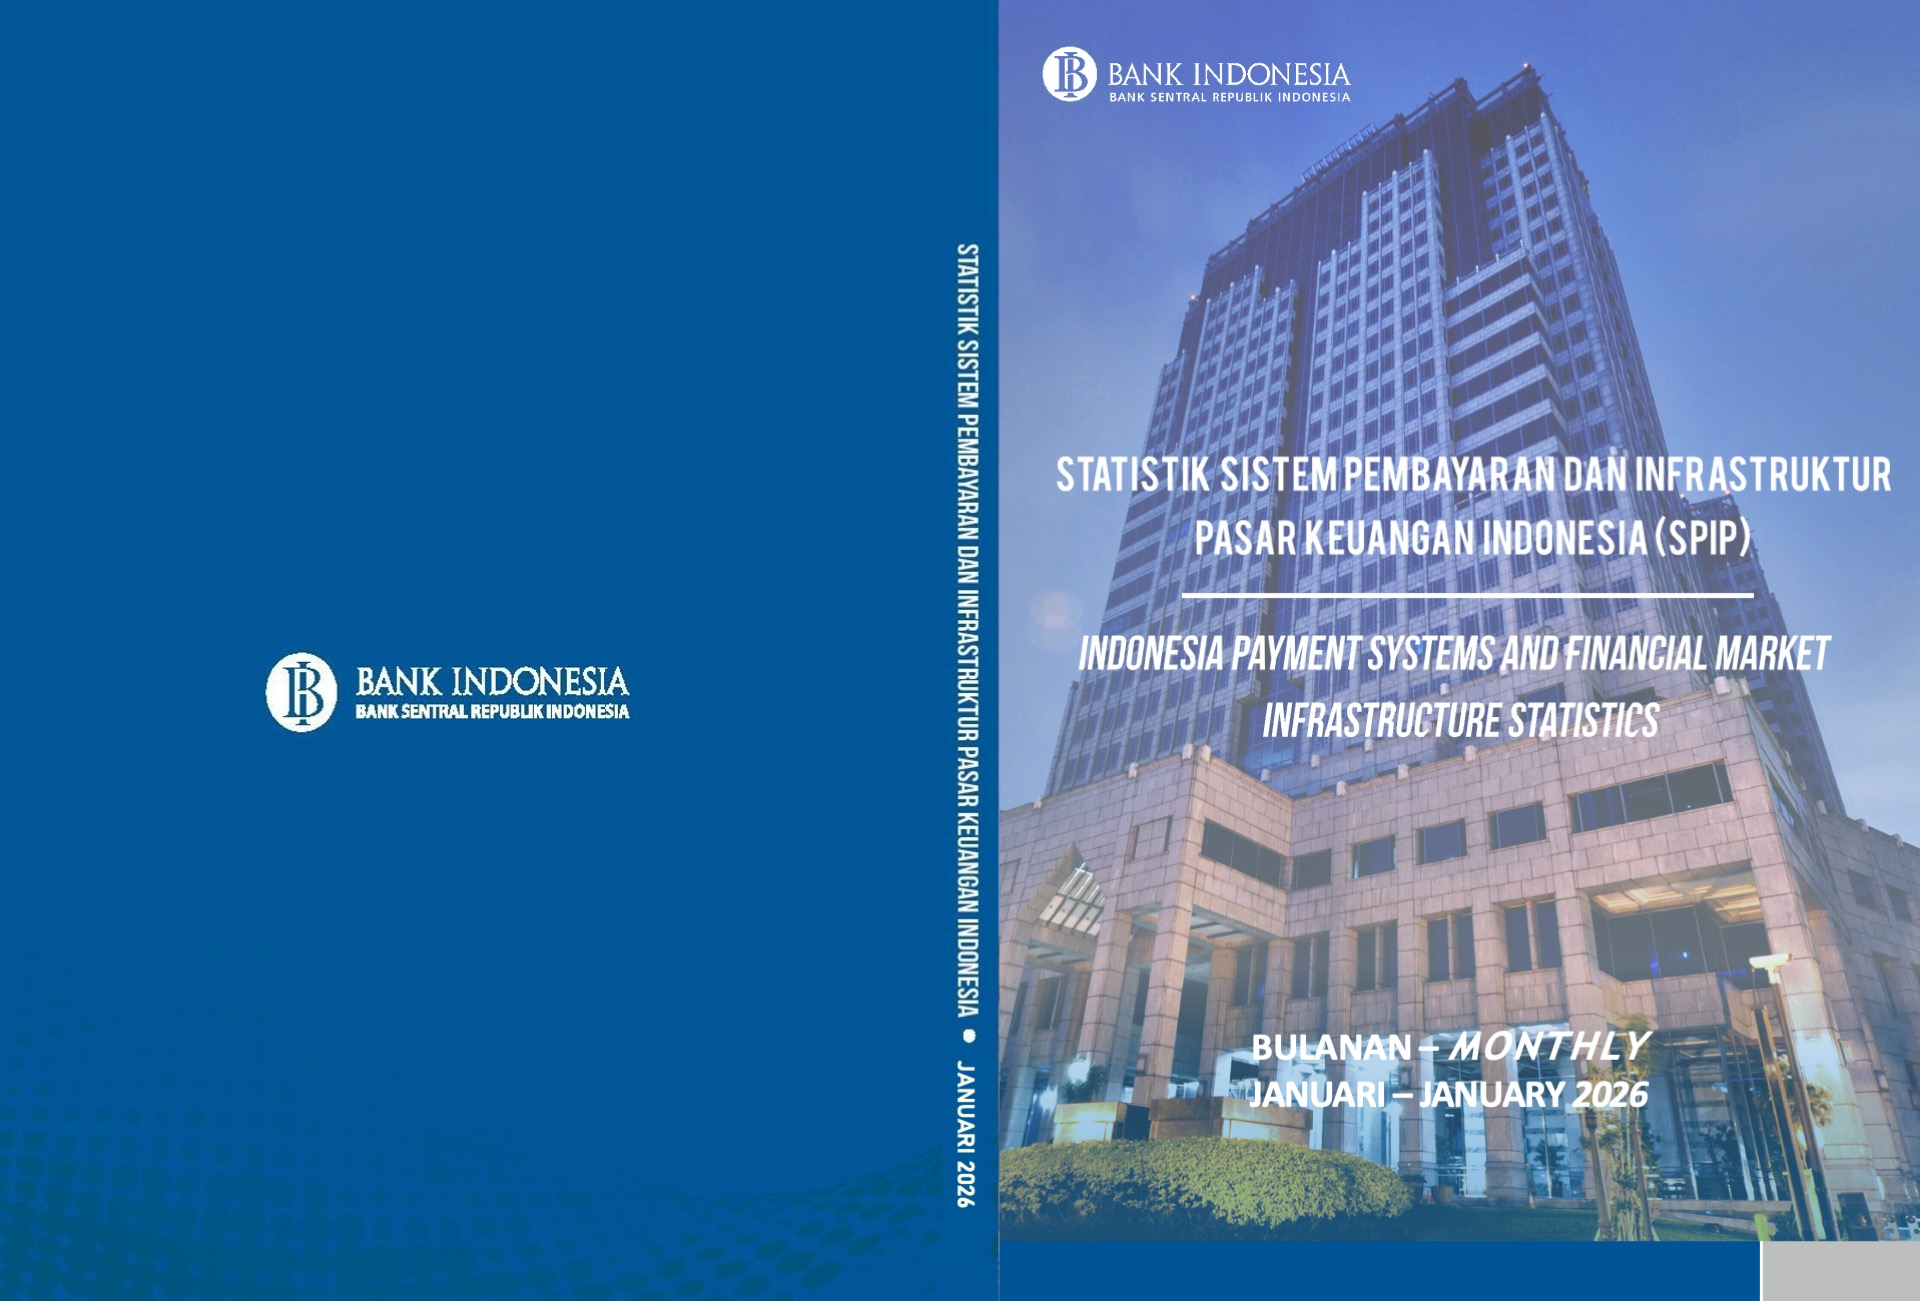 BANK INDONESIA
BANK SENTRAL REPUBLIK INDONESIA
STATISTIK SISTEM PEMBAYARAN DAN INFRASTRUKTUR PASAR KEUANGAN INDONESIA ● JANUARI 2026
BANK INDONESIA
BANK SENTRAL REPUBLIK INDONESIA
STATISTIK SISTEM PEMBAYARAN DAN INFRASTRUKTUR
PASAR KEUANGAN INDONESIA (SPIP)
INDONESIA PAYMENT SYSTEMS AND FINANCIAL MARKET
INFRASTRUCTURE STATISTICS
BULANAN – MONTHLY
JANUARI – JANUARY 2026